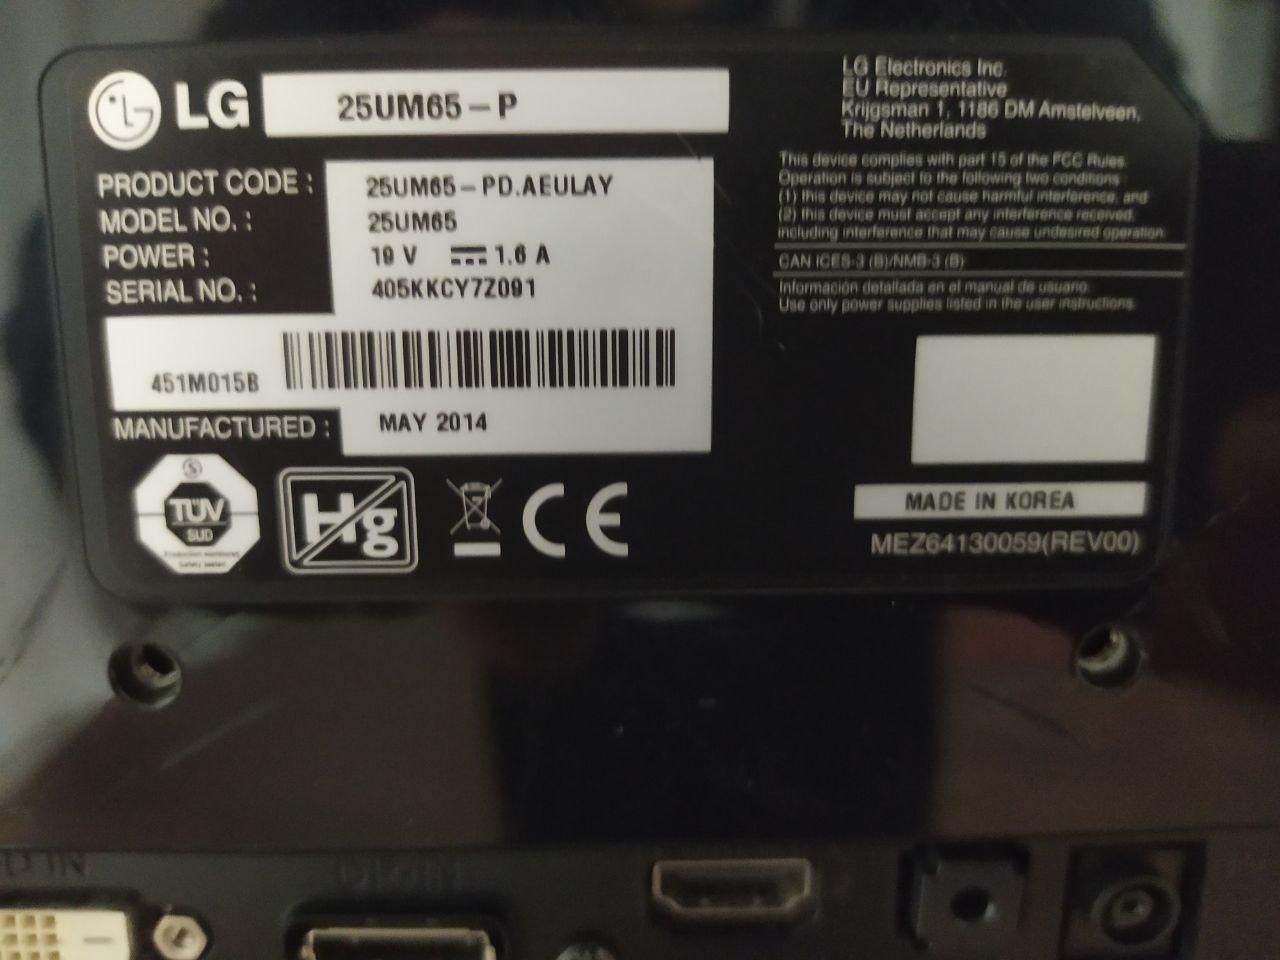 LG 25UM65-P
PRODUCT CODE : 25UM65-PD.AEULAY
MODEL NO. : 25UM65
POWER : 19 V ⎓ 1.6 A
SERIAL NO. : 405KKCY7Z091
451M015B
MANUFACTURED : MAY 2014
S
TÜV
SUD
Hg
CE
LG Electronics Inc.
EU Representative
Krijgsman 1, 1186 DM Amstelveen,
The Netherlands
This device complies with part 15 of the FCC Rules.
Operation is subject to the following two conditions:
(1) this device may not cause harmful interference, and
(2) this device must accept any interference received,
including interference that may cause undesired operation.
CAN ICES-3 (B)/NMB-3 (B)
Información detallada en el manual de usuario.
Use only power supplies listed in the user instructions.
MADE IN KOREA
MEZ64130059(REV00)
IN